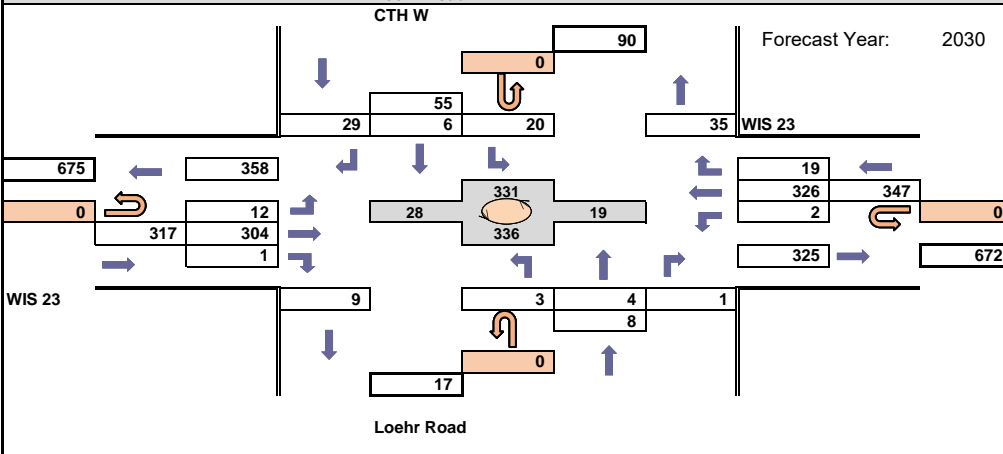 CTH W
90
Forecast Year: 2030
0
55
29 6 20 35 WIS 23
675 358 19
331 326 347
0 12 28 19 2 0
317 304 336
1 325 672
WIS 23 9 3 4 1
8
0
17
Loehr Road